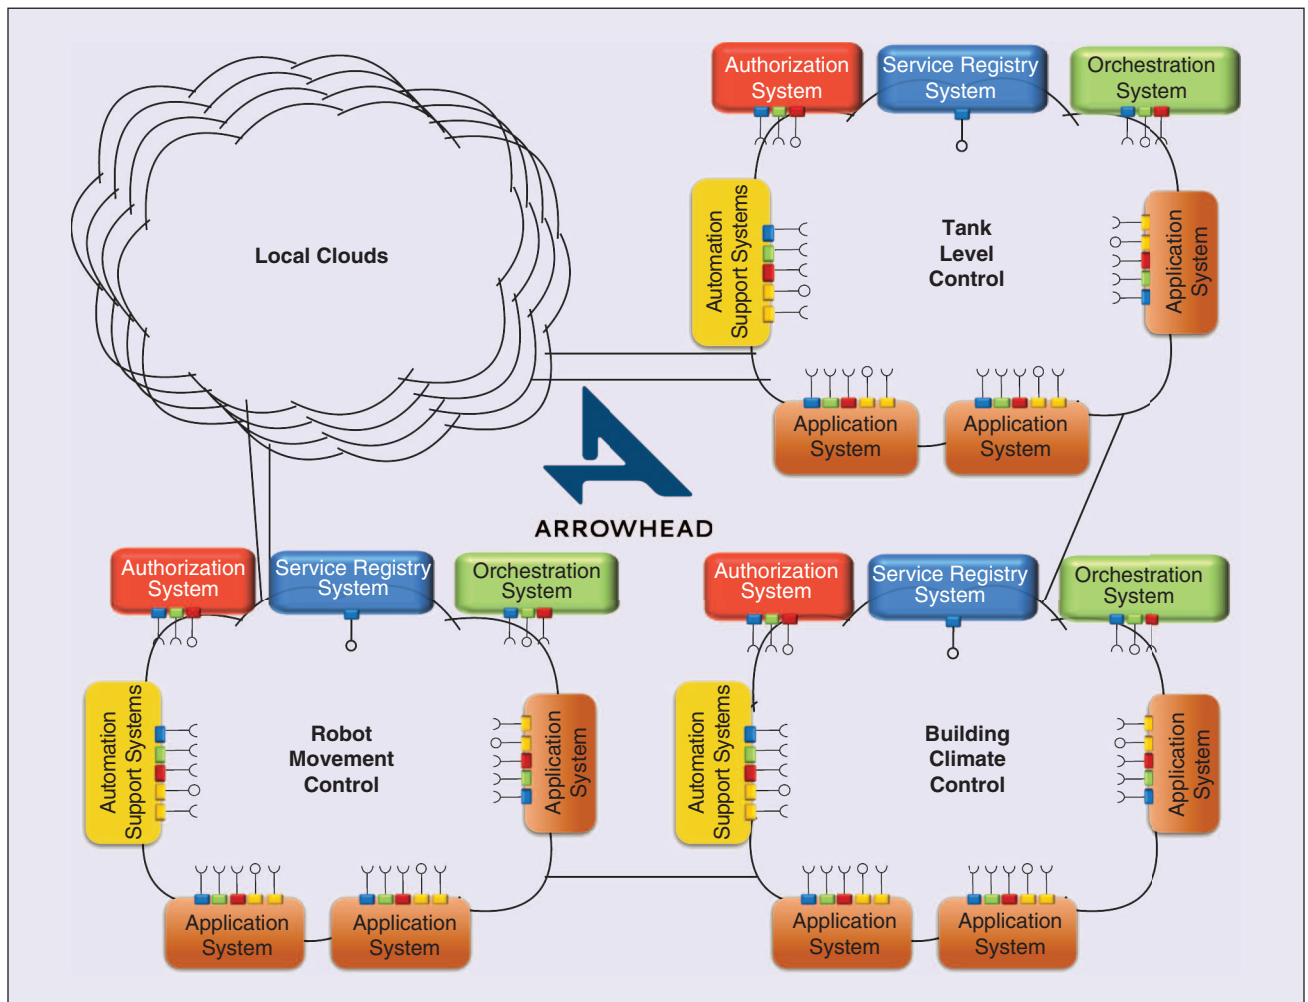 Authorization
System
Service Registry
System
Orchestration
System
Local Clouds
Automation
Support Systems
Tank
Level
Control
Application
System
Application
System
Application
System
ARROWHEAD
Authorization
System
Service Registry
System
Orchestration
System
Automation
Support Systems
Robot
Movement
Control
Application
System
Application
System
Application
System
Authorization
System
Service Registry
System
Orchestration
System
Automation
Support Systems
Building
Climate
Control
Application
System
Application
System
Application
System